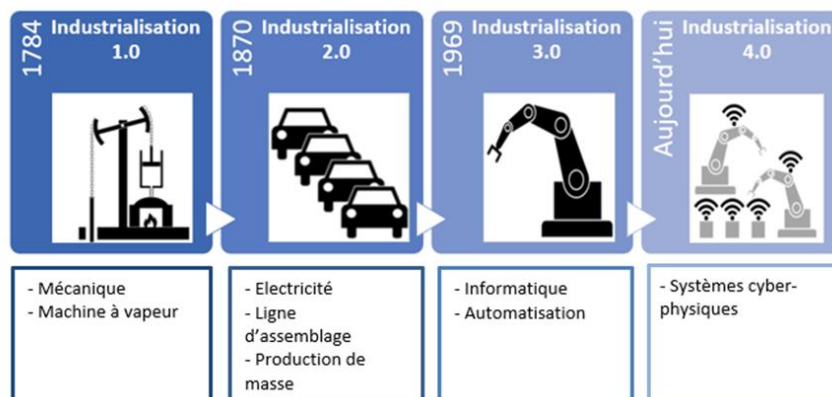 1784
Industrialisation
1.0
1870
Industrialisation
2.0
1969
Industrialisation
3.0
Aujourd'hui
Industrialisation
4.0
- Mécanique
- Machine à vapeur
- Electricité
- Ligne
d'assemblage
- Production de
masse
- Informatique
- Automatisation
- Systèmes cyber-
physiques